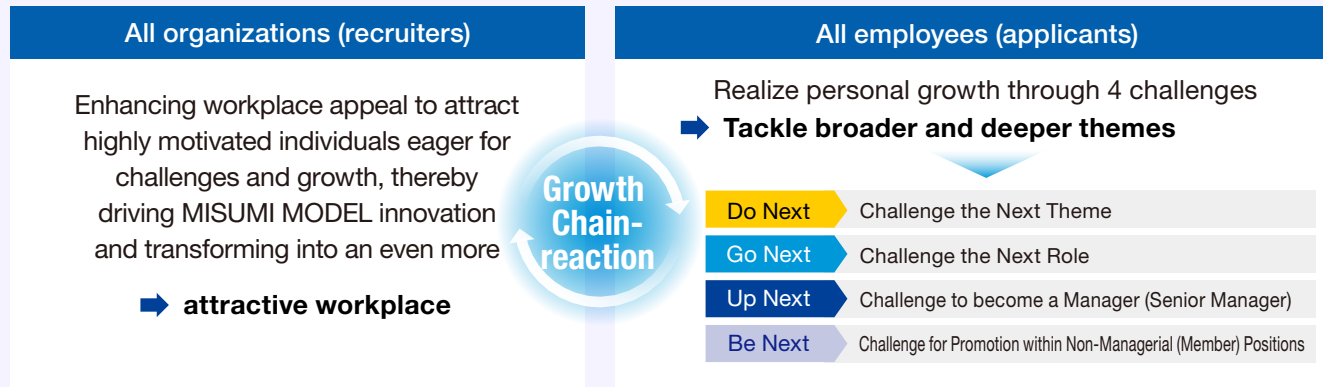 All organizations (recruiters)
Enhancing workplace appeal to attract
highly motivated individuals eager for
challenges and growth, thereby
driving MISUMI MODEL innovation
and transforming into an even more
attractive workplace
Growth
Chain-
reaction
All employees (applicants)
Realize personal growth through 4 challenges
Tackle broader and deeper themes
Do Next Challenge the Next Theme
Go Next Challenge the Next Role
Up Next Challenge to become a Manager (Senior Manager)
Be Next Challenge for Promotion within Non-Managerial (Member) Positions